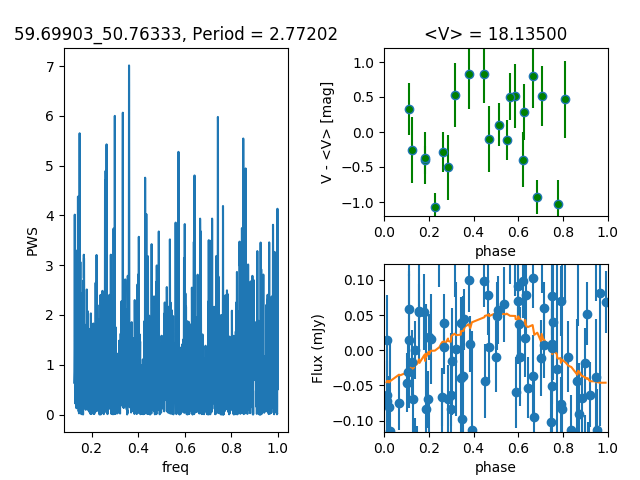 59.69903_50.76333, Period = 2.77202
<V> = 18.13500
7
6
5
4
3
2
1
0
PWS
0.2 0.4 0.6 0.8 1.0
freq
1.0
0.5
0.0
−0.5
−1.0
V - <V> [mag]
0.0 0.2 0.4 0.6 0.8 1.0
phase
0.10
0.05
0.00
−0.05
−0.10
Flux (mJy)
0.0 0.2 0.4 0.6 0.8 1.0
phase